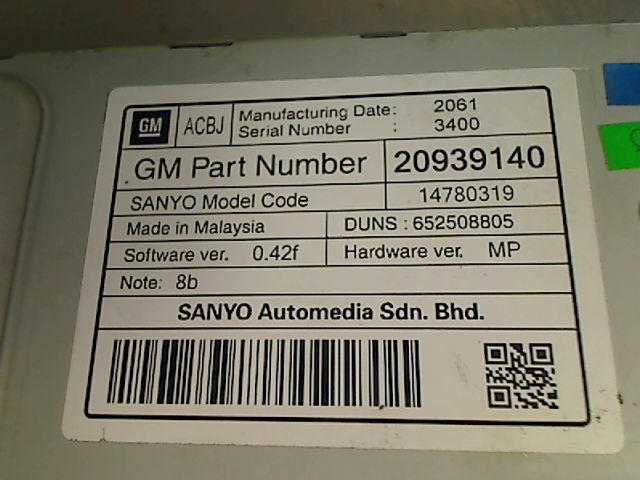 GM ACBJ Manufacturing Date: 2061
Serial Number : 3400
GM Part Number 20939140
SANYO Model Code 14780319
Made in Malaysia DUNS : 652508805
Software ver. 0.42f Hardware ver. MP
Note: 8b
SANYO Automedia Sdn. Bhd.